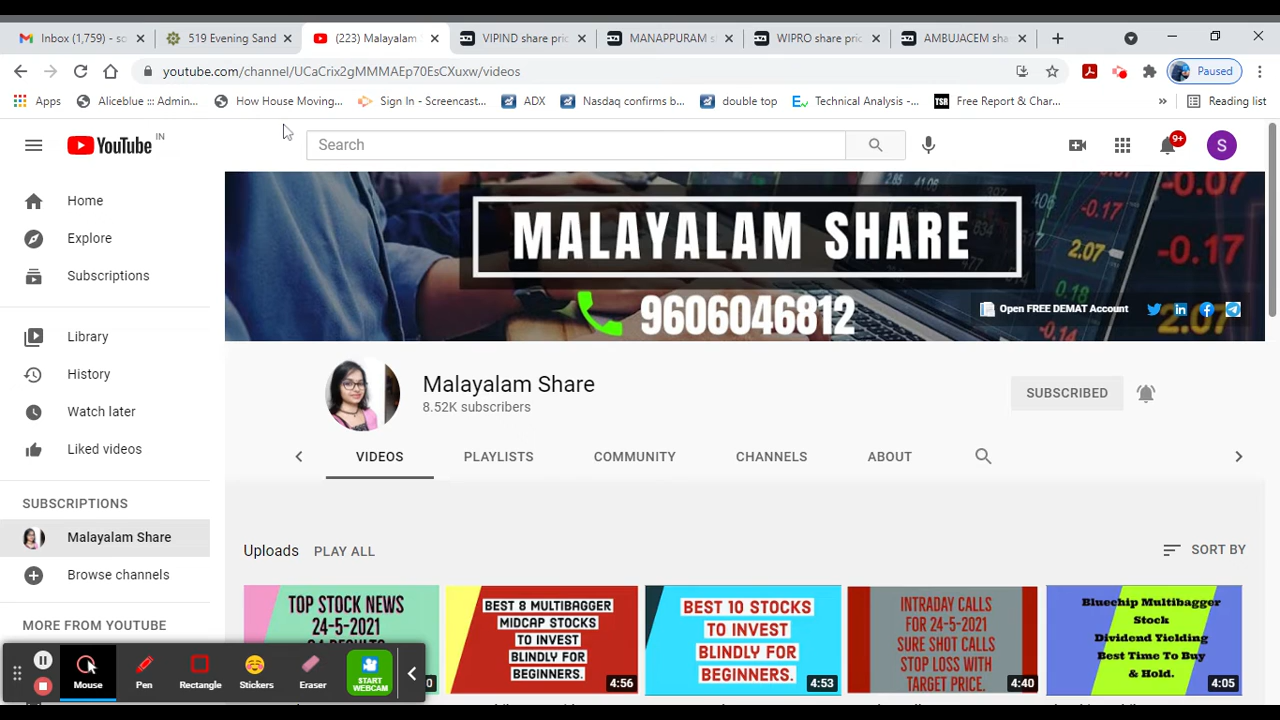 Inbox (1,759) - so
519 Evening Sand
(223) Malayalam
VIPIND share pric
MANAPPURAM s
WIPRO share pric
AMBUJACEM sha
youtube.com/channel/UCaCrix2gMMMAEp70EsCXuxw/videos
Paused
Apps
Aliceblue ::: Admin...
How House Moving...
Sign In - Screencast...
ADX
Nasdaq confirms b...
double top
Technical Analysis -...
TSR
Free Report & Char...
»
Reading list
YouTube IN
Search
9+
S
Home
Explore
Subscriptions
Library
History
Watch later
Liked videos
SUBSCRIPTIONS
Malayalam Share
Browse channels
MORE FROM YOUTUBE
MALAYALAM SHARE
9606046812
Open FREE DEMAT Account
-0.07
-0.17
2.07
0.18
-0.14
2.07
Malayalam Share
8.52K subscribers
SUBSCRIBED
VIDEOS
PLAYLISTS
COMMUNITY
CHANNELS
ABOUT
Uploads
PLAY ALL
SORT BY
TOP STOCK NEWS
24-5-2021
BEST 8 MULTIBAGGER
MIDCAP STOCKS
TO INVEST
BLINDLY FOR
BEGINNERS.
4:56
BEST 10 STOCKS
TO INVEST
BLINDLY FOR
BEGINNERS.
4:53
INTRADAY CALLS
FOR 24-5-2021
SURE SHOT CALLS
STOP LOSS WITH
TARGET PRICE.
4:40
Bluechip Multibagger
Stock
Dividend Yielding
Best Time To Buy
& Hold.
4:05
Mouse
Pen
Rectangle
Stickers
Eraser
START
WEBCAM